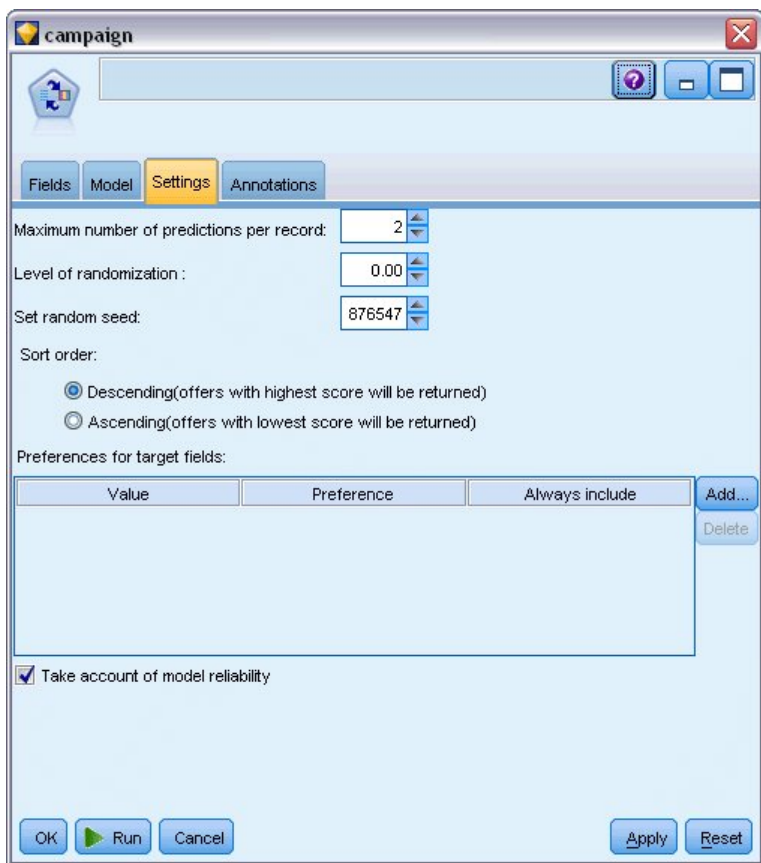 campaign
Fields Model Settings Annotations
Maximum number of predictions per record: 2
Level of randomization : 0.00
Set random seed: 876547
Sort order:
Descending(offers with highest score will be returned)
Ascending(offers with lowest score will be returned)
Preferences for target fields:
Value Preference Always include Add...
Delete
Take account of model reliability
OK Run Cancel Apply Reset